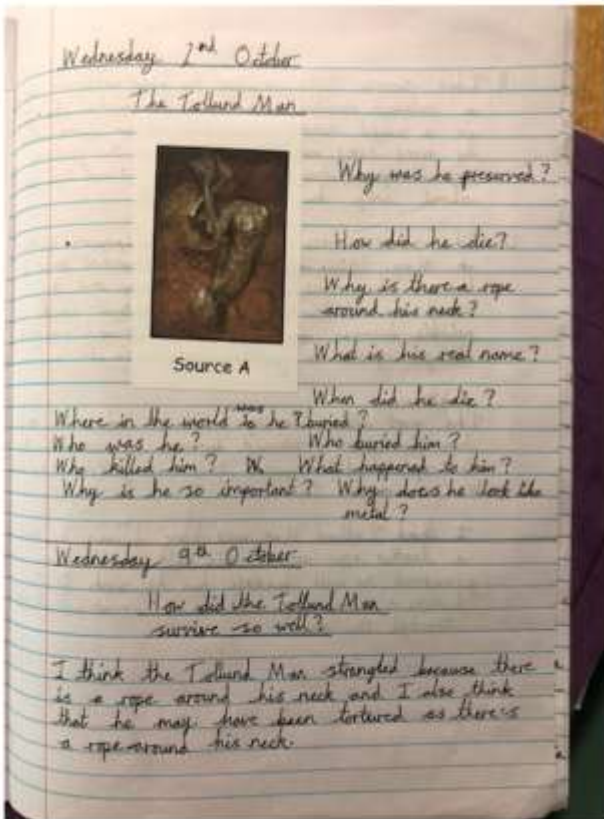 Wednesday 2nd October
The Tollund Man
Why was he preserved?
How did he die?
Why is there a rope
around his neck?
What is his real name?
When did he die?
Source A
Where in the world was he buried?
Who was he? Who buried him?
Who killed him? What happened to him?
Why is he so important? Why does he look like
metal?
Wednesday 9th October
How did the Tollund Man
survive so well?
I think the Tollund Man strangled because there
is a rope around his neck and I also think
that he may have been tortured as there's
a rope around his neck.